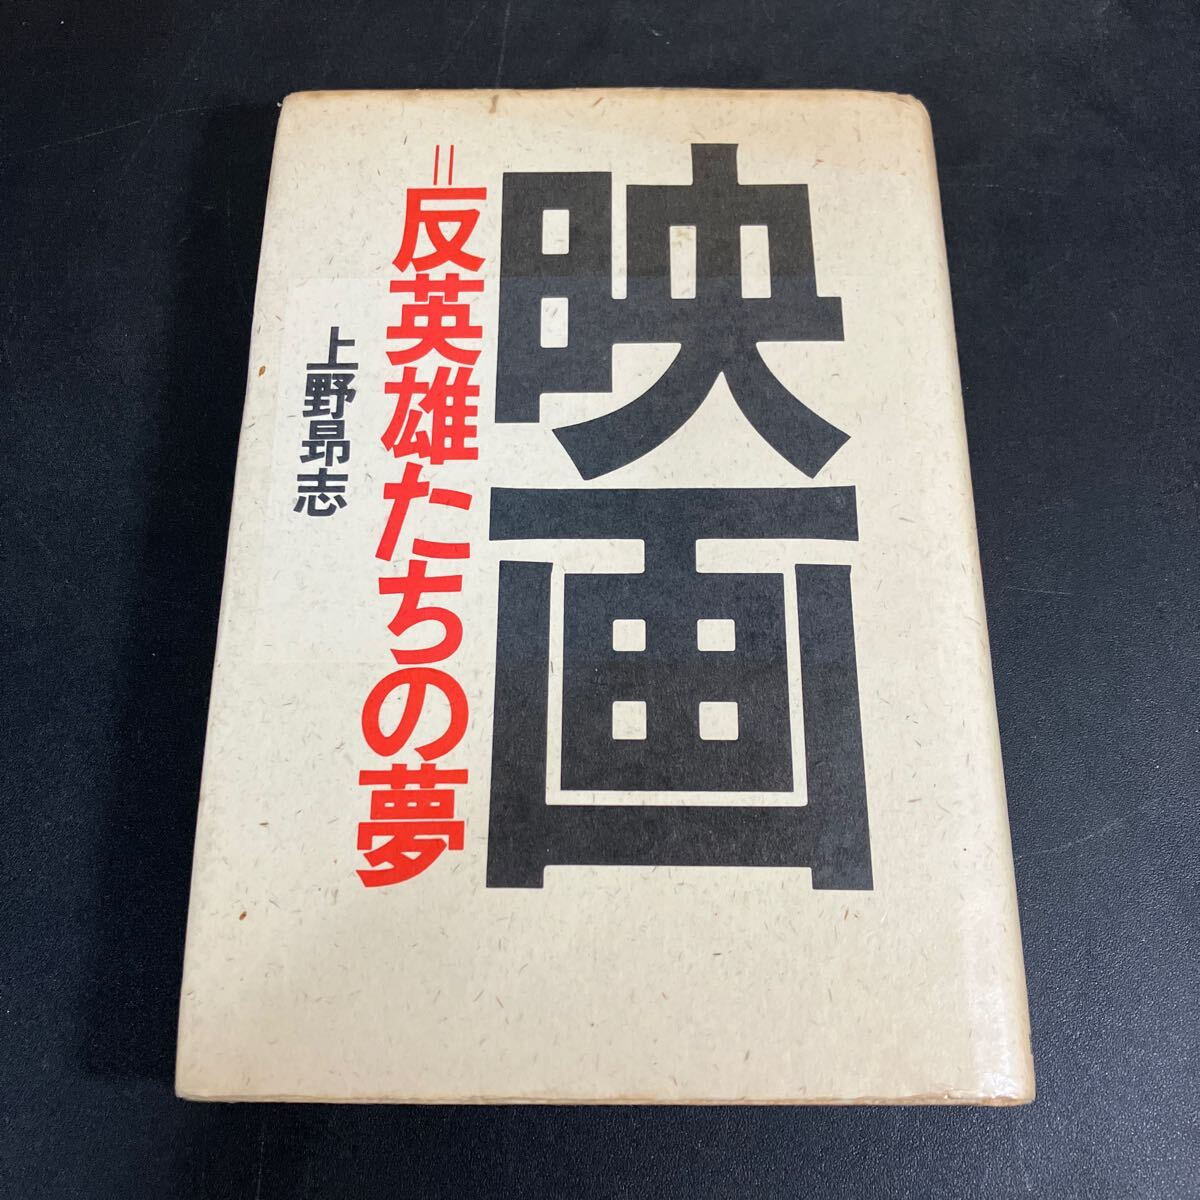 映画
=反英雄たちの夢
上野昂志